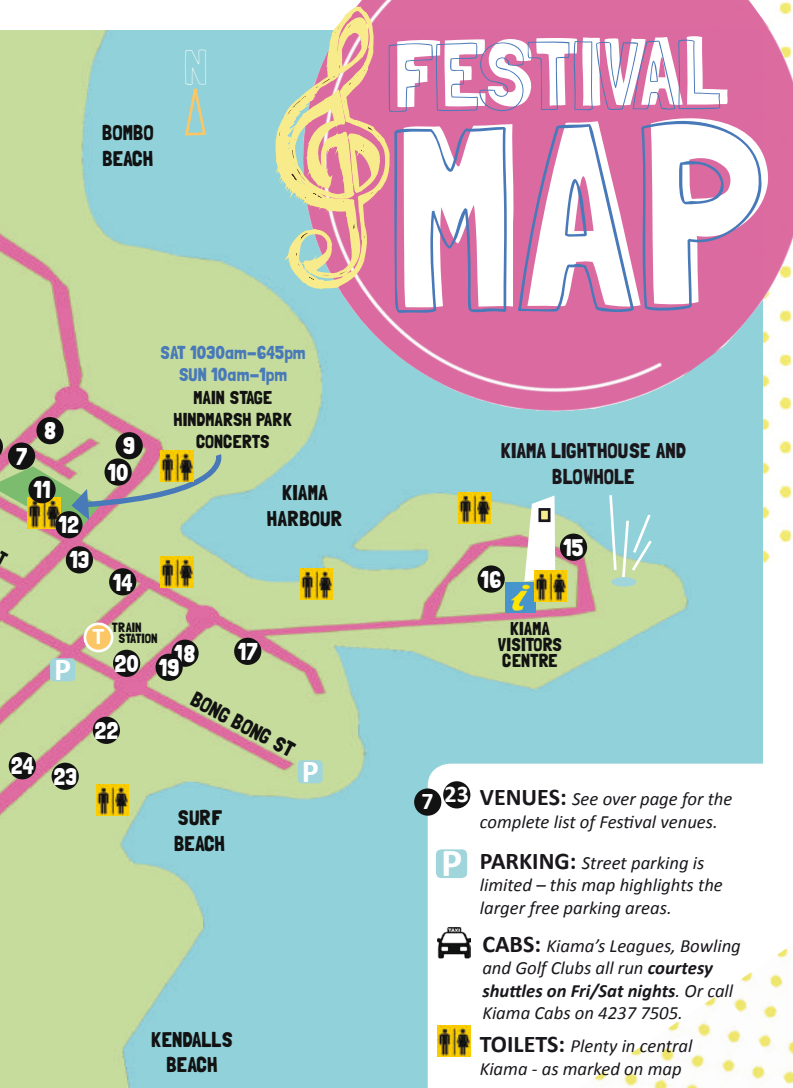 N
FESTIVAL
MAP
BOMBO
BEACH
SAT 1030am–645pm
SUN 10am–1pm
MAIN STAGE
HINDMARSH PARK
CONCERTS
8
7
9
10
11
12
13
14
KIAMA
HARBOUR
KIAMA LIGHTHOUSE AND
BLOWHOLE
15
16
i
KIAMA
VISITORS
CENTRE
T
TRAIN
STATION
P
20
19
18
17
BONG BONG ST
P
22
24
23
SURF
BEACH
KENDALLS
BEACH
7 23 VENUES: See over page for the
complete list of Festival venues.
P PARKING: Street parking is
limited – this map highlights the
larger free parking areas.
TAXI
CABS: Kiama's Leagues, Bowling
and Golf Clubs all run courtesy
shuttles on Fri/Sat nights. Or call
Kiama Cabs on 4237 7505.
TOILETS: Plenty in central
Kiama - as marked on map